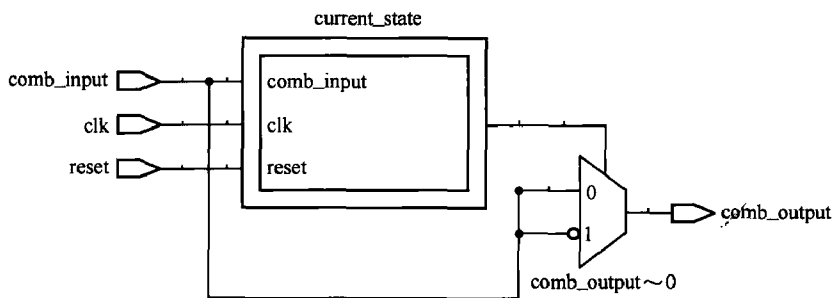 current_state
comb_input
comb_input
clk
clk
reset
reset
0
1
comb_output
comb_output~0